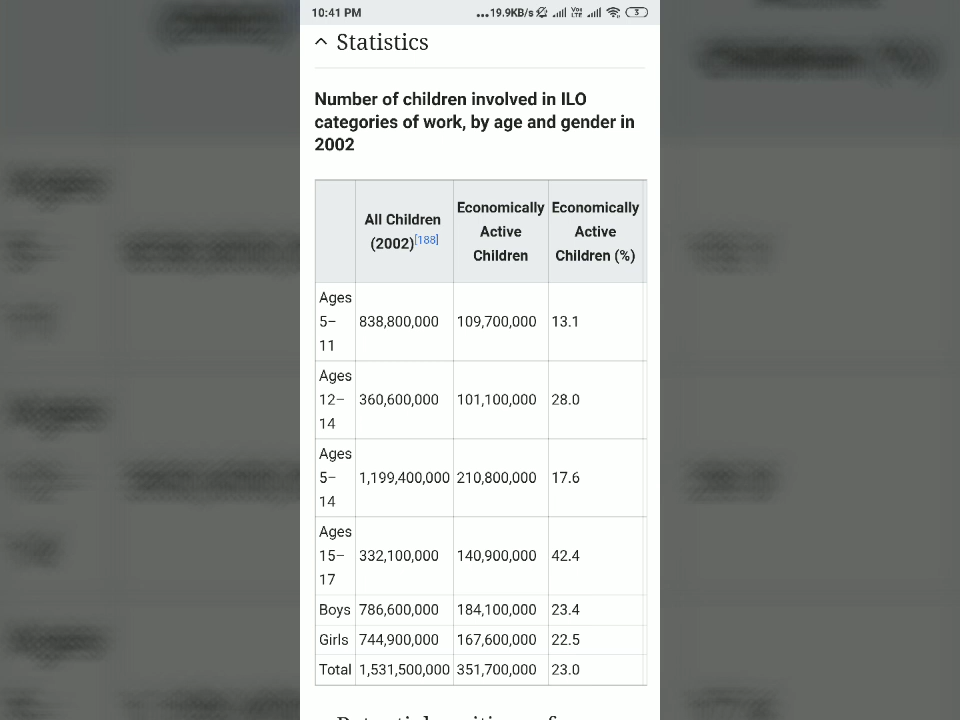 10:41 PM
...19.9KB/s
Vo) LTE
3
Statistics
Number of children involved in ILO
categories of work, by age and gender in
2002
All Children
(2002)[188]
Economically
Active
Children
Economically
Active
Children (%)
Ages
5–
11
838,800,000
109,700,000
13.1
Ages
12–
14
360,600,000
101,100,000
28.0
Ages
5–
14
1,199,400,000
210,800,000
17.6
Ages
15–
17
332,100,000
140,900,000
42.4
Boys
786,600,000
184,100,000
23.4
Girls
744,900,000
167,600,000
22.5
Total
1,531,500,000
351,700,000
23.0